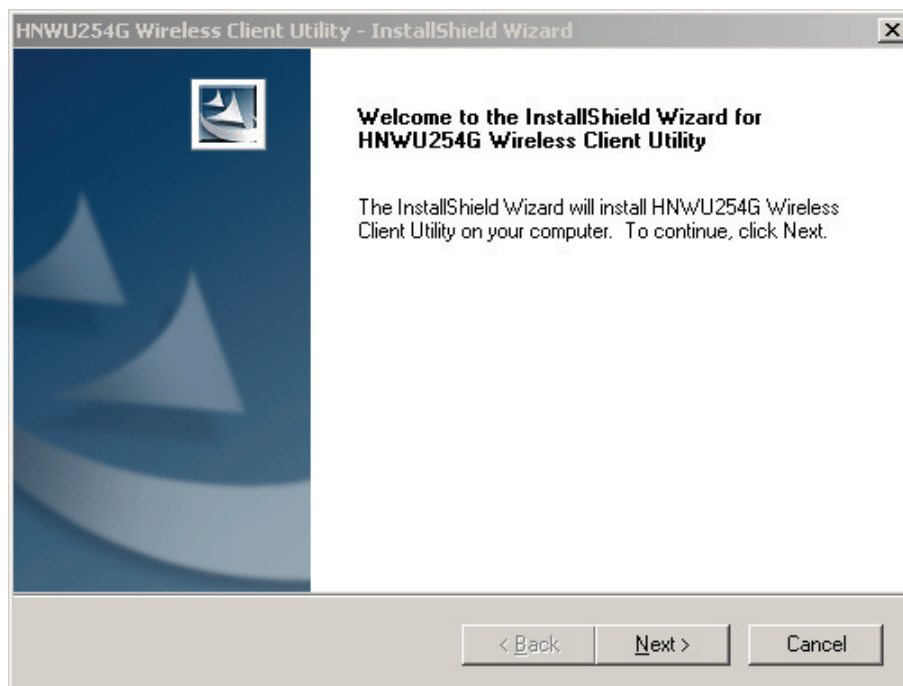 HNWU254G Wireless Client Utility - InstallShield Wizard
Welcome to the InstallShield Wizard for
HNWU254G Wireless Client Utility
The InstallShield Wizard will install HNWU254G Wireless
Client Utility on your computer. To continue, click Next.
< Back
Next >
Cancel